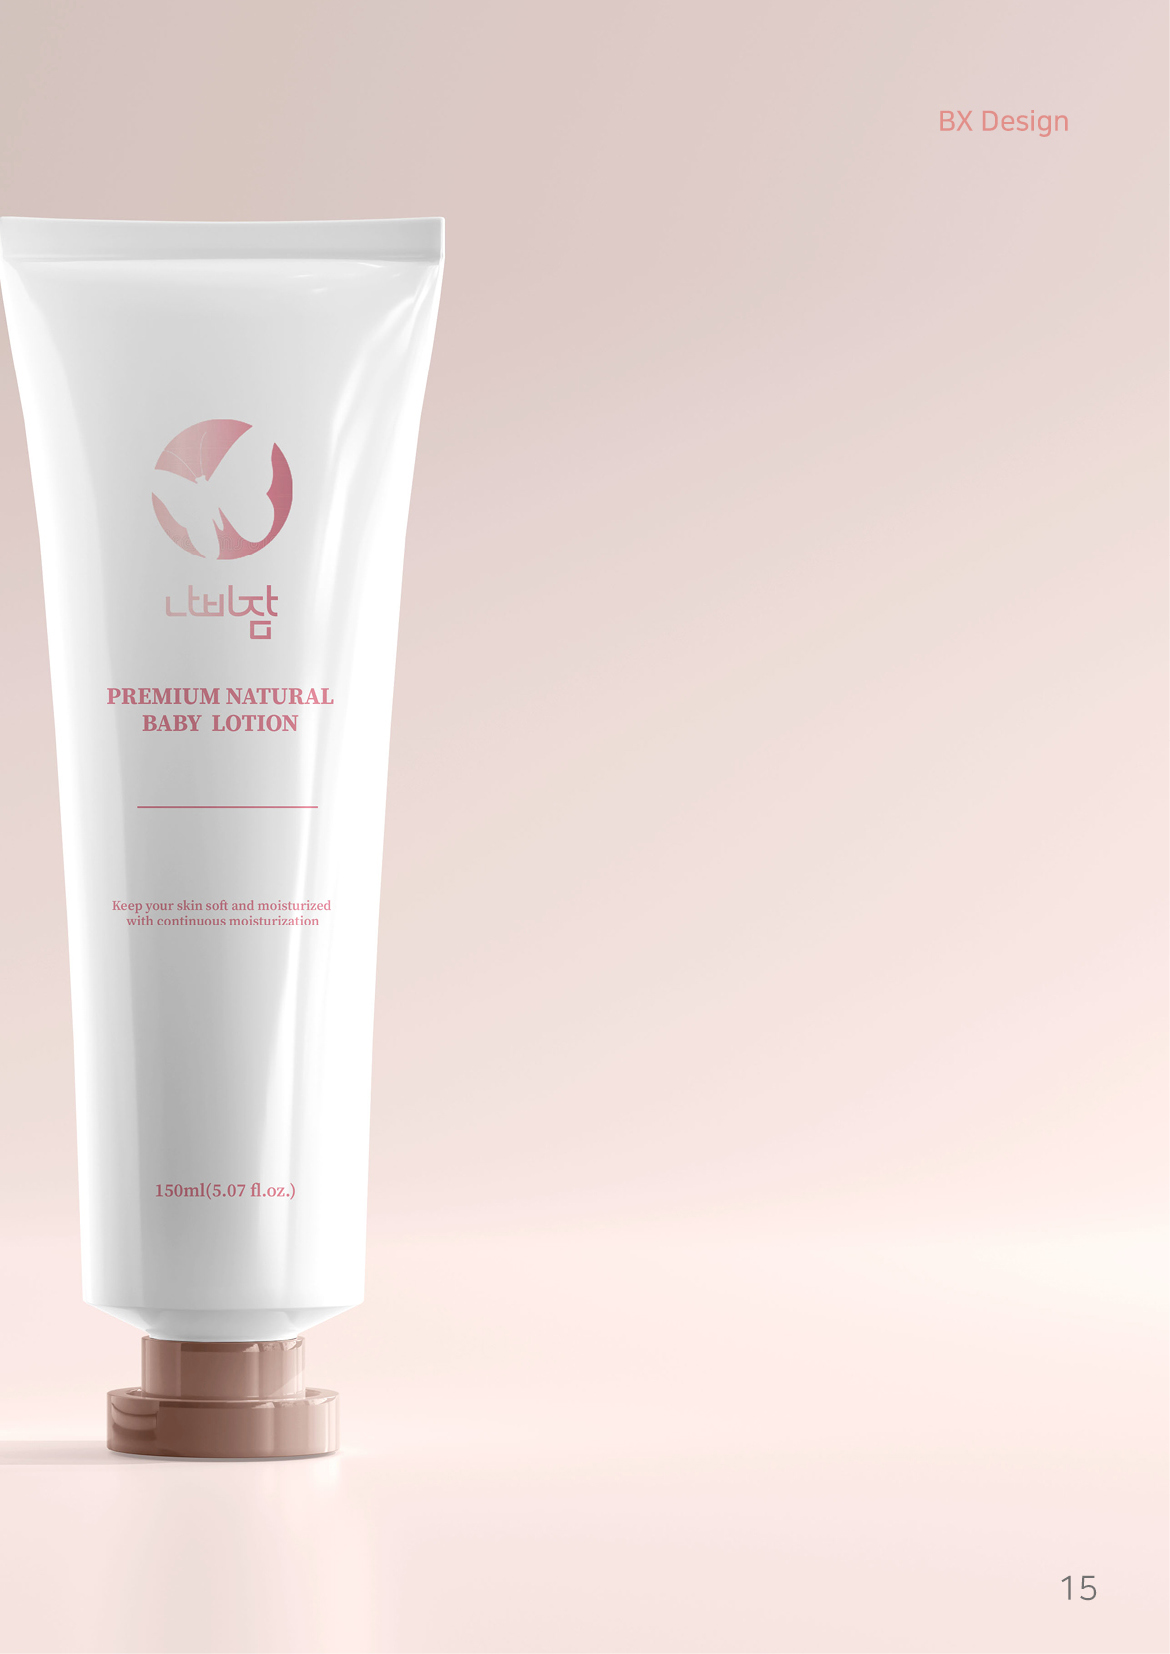 BX Design
나비잠
PREMIUM NATURAL
BABY LOTION
Keep your skin soft and moisturized
with continuous moisturization
150ml(5.07 fl.oz.)
15